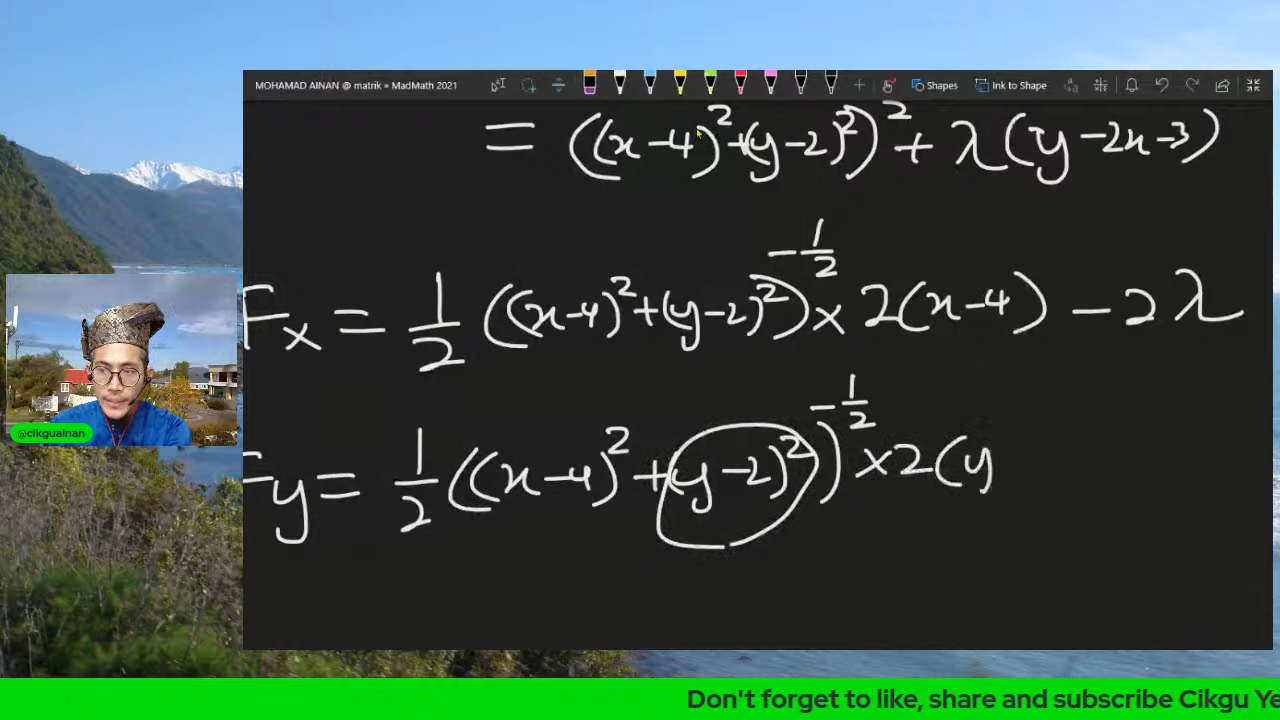 MOHAMAD AINAN @ matrik » MadMath 2021
Shapes
Ink to Shape
= ((x-4)² + (y-2)²)² + λ(y-2x-3)
Fx = 1/2 ((x-4)² + (y-2)²)^(-1/2) × 2(x-4) - 2λ
Fy = 1/2 ((x-4)² + (y-2)²)^(-1/2) × 2(y
@cikguainan
Don't forget to like, share and subscribe Cikgu Ye